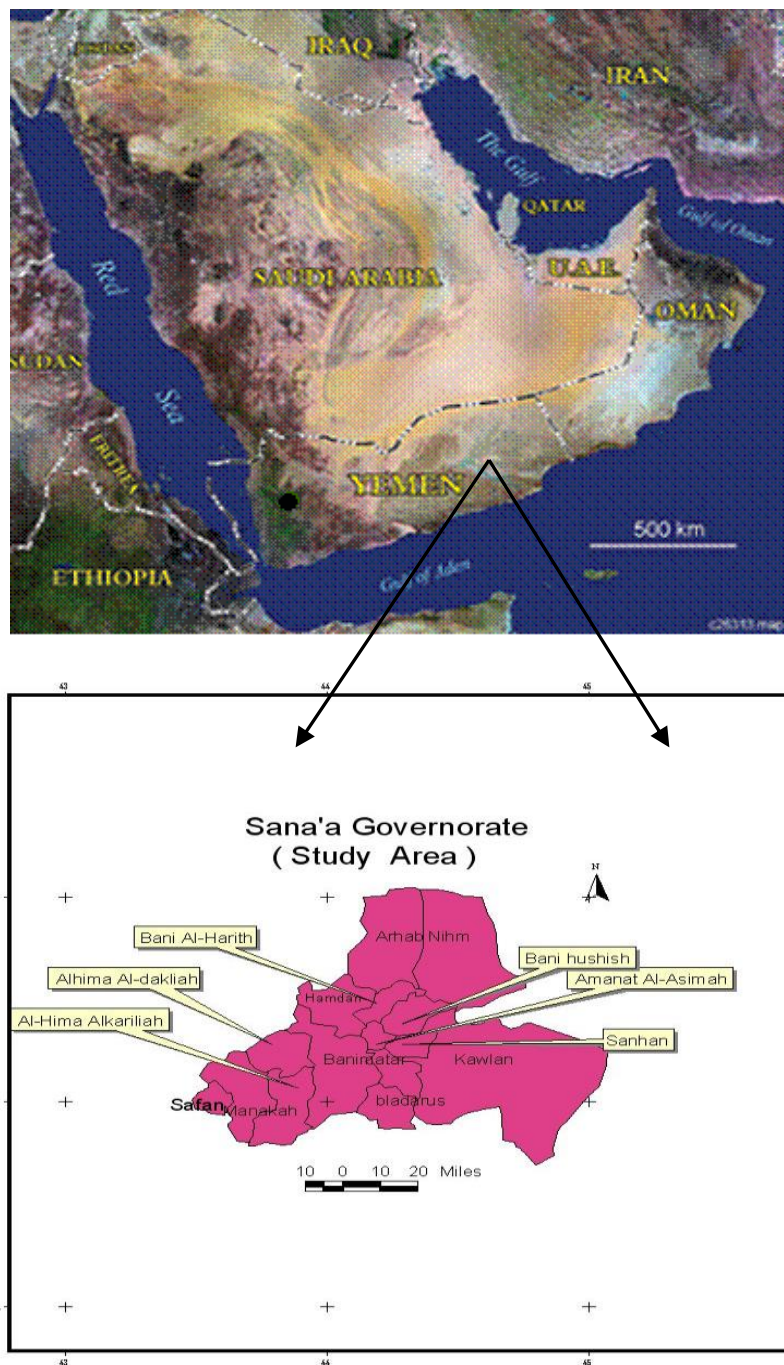 JORDAN
IRAQ
IRAN
The Gulf
QATAR
Gulf of Oman
SAUDI ARABIA
U.A.E.
OMAN
Red
Sea
SUDAN
ERITREA
YEMEN
500 km
ETHIOPIA
Gulf of Aden
43
44
45
Sana'a Governorate
( Study Area )
N
Bani Al-Harith
Arhab
Nihm
Bani hushish
Alhima Al-dakliah
Hamdan
Amanat Al-Asimah
Al-Hima Alkariliah
Sanhan
Banimatar
Kawlan
Safan
Manakah
bladarus
10 0 10 20 Miles
43
44
45